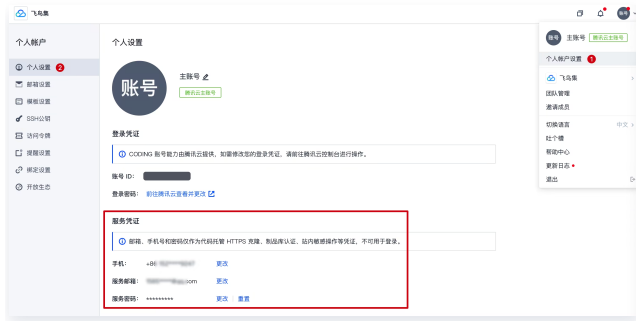 飞鸟集
账号
个人帐户
个人设置 2
邮箱设置
模板设置
SSH公钥
访问令牌
提醒设置
绑定设置
开放生态
个人设置
账号
主账号
腾讯云主账号
登录凭证
CODING 账号能力由腾讯云提供，如需修改您的登录凭证，请前往腾讯云控制台进行操作。
账号 ID：
登录密码： 前往腾讯云查看并更改
服务凭证
邮箱、手机号和密码仅作为代码托管 HTTPS 克隆、制品库认证、站内敏感操作等凭证，不可用于登录。
手机： +86 更改
服务邮箱： 更改
服务密码： ********* 更改 重置
账号 主账号 腾讯云主账号
个人帐户设置 1
飞鸟集
团队管理
邀请成员
切换语言 中文
吐个槽
帮助中心
更新日志
退出